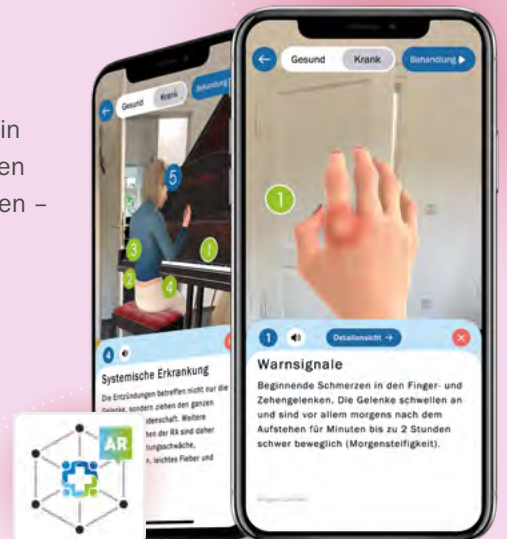 in
en
en –
Gesund
Krank
Behandlung
5
3
1
2
4
4
Systemische Erkrankung
Die Entzündungen betreffen nicht nur die
Gelenke, sondern ziehen den ganzen
idenschaft. Weitere
hen der RA sind daher
tungsschwäche,
n, leichtes Fieber und
Gesund
Krank
Behandlung
1
1
Detailansicht →
Warnsignale
Beginnende Schmerzen in den Finger- und
Zehengelenken. Die Gelenke schwellen an
und sind vor allem morgens nach dem
Aufstehen für Minuten bis zu 2 Stunden
schwer beweglich (Morgensteifigkeit).
AR